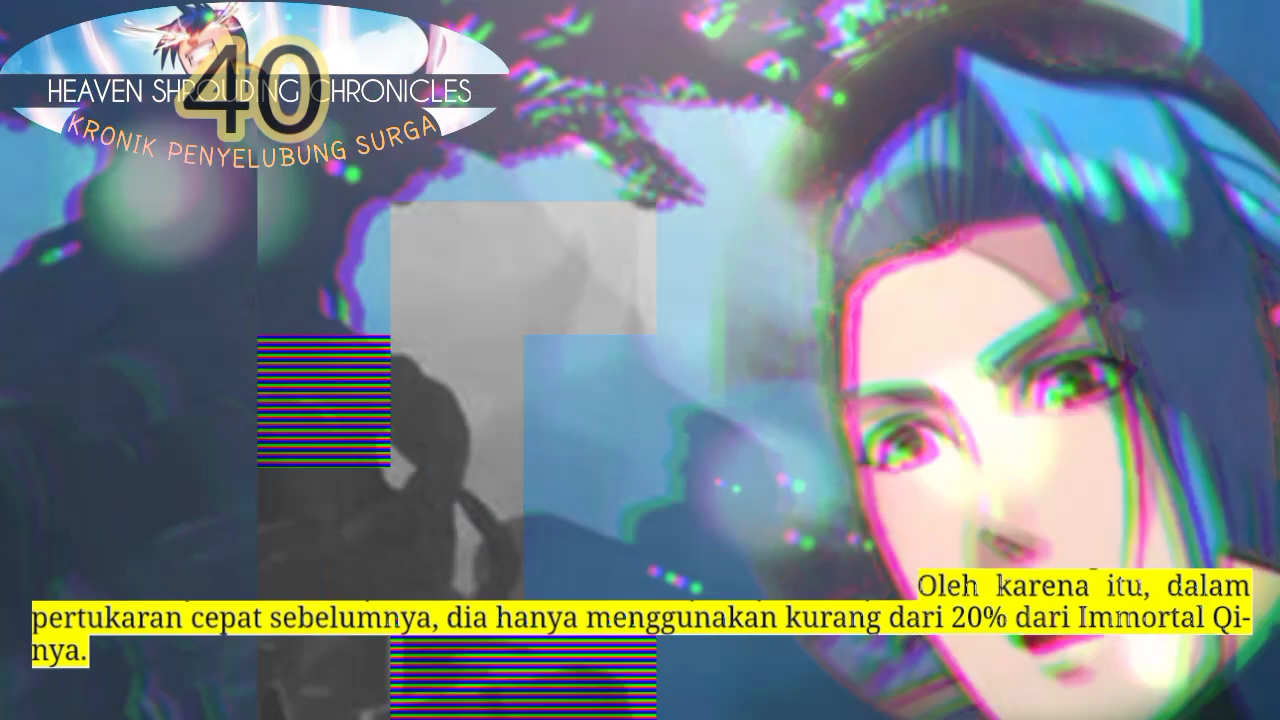 40
HEAVEN SHROUDING CHRONICLES
KRONIK PENYELUBUNG SURGA
Oleh karena itu, dalam
pertukaran cepat sebelumnya, dia hanya menggunakan kurang dari 20% dari Immortal Qi-
nya.